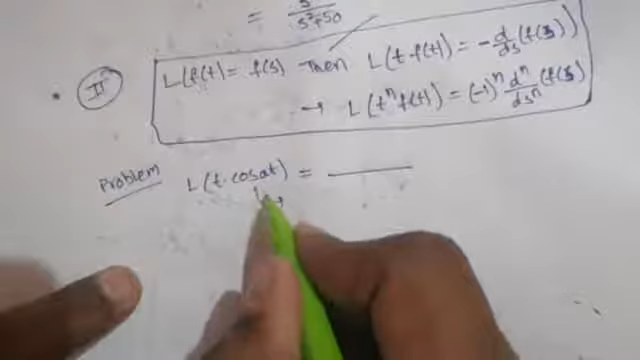 = s / s²+50
II L(f(t) = f(s) Then L(t·f(t)) = -d/ds (f(s))
→ L(tⁿ f(t)) = (-1)ⁿ dⁿ/dsⁿ (f(s)
Problem L(t·cosat) =